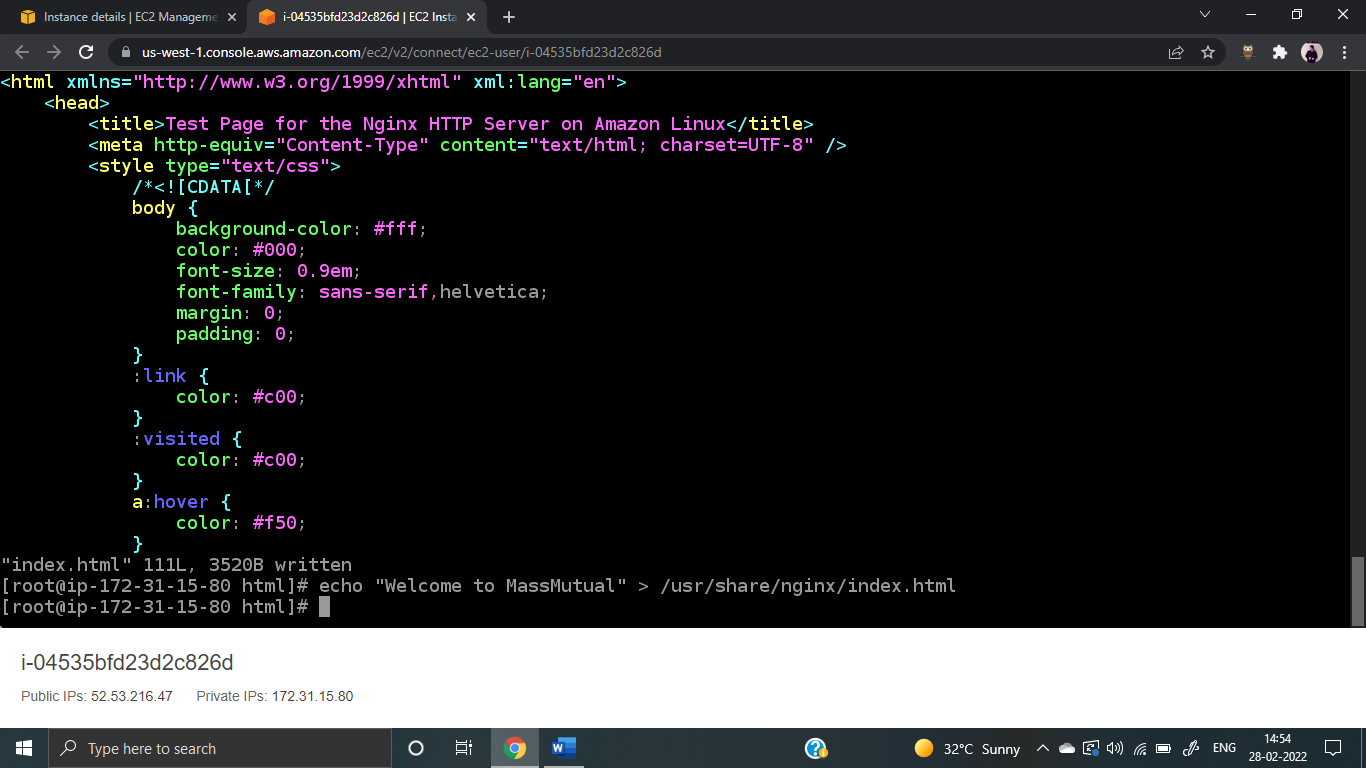 Instance details | EC2 Manageme
i-04535bfd23d2c826d | EC2 Insta
us-west-1.console.aws.amazon.com/ec2/v2/connect/ec2-user/i-04535bfd23d2c826d
<html xmlns="http://www.w3.org/1999/xhtml" xml:lang="en">
    <head>
        <title>Test Page for the Nginx HTTP Server on Amazon Linux</title>
        <meta http-equiv="Content-Type" content="text/html; charset=UTF-8" />
        <style type="text/css">
            /*<![CDATA[*/
            body {
                background-color: #fff;
                color: #000;
                font-size: 0.9em;
                font-family: sans-serif,helvetica;
                margin: 0;
                padding: 0;
            }
            :link {
                color: #c00;
            }
            :visited {
                color: #c00;
            }
            a:hover {
                color: #f50;
            }
"index.html" 111L, 3520B written
[root@ip-172-31-15-80 html]# echo "Welcome to MassMutual" > /usr/share/nginx/index.html
[root@ip-172-31-15-80 html]#
i-04535bfd23d2c826d
Public IPs: 52.53.216.47 Private IPs: 172.31.15.80
Type here to search
32°C Sunny
ENG
14:54
28-02-2022